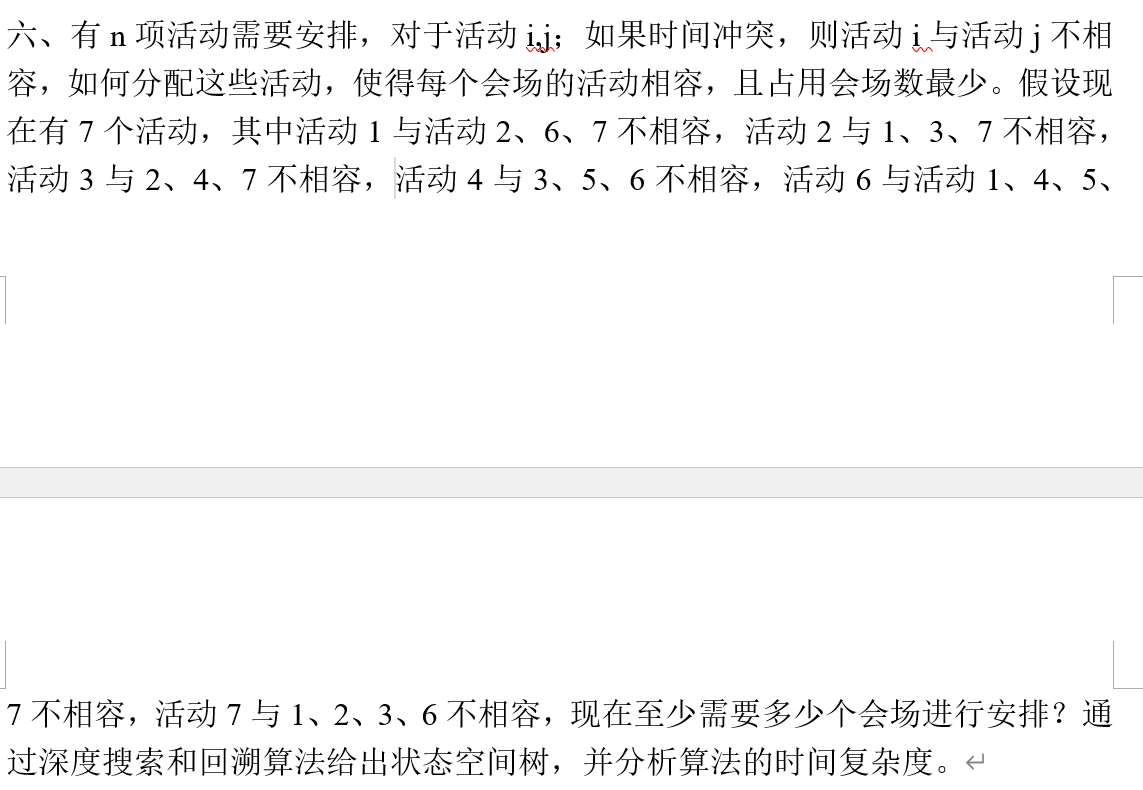 六、有 n 项活动需要安排，对于活动 i,j；如果时间冲突，则活动 i 与活动 j 不相
容，如何分配这些活动，使得每个会场的活动相容，且占用会场数最少。假设现
在有 7 个活动，其中活动 1 与活动 2、6、7 不相容，活动 2 与 1、3、7 不相容，
活动 3 与 2、4、7 不相容，活动 4 与 3、5、6 不相容，活动 6 与活动 1、4、5、
7 不相容，活动 7 与 1、2、3、6 不相容，现在至少需要多少个会场进行安排？通
过深度搜索和回溯算法给出状态空间树，并分析算法的时间复杂度。